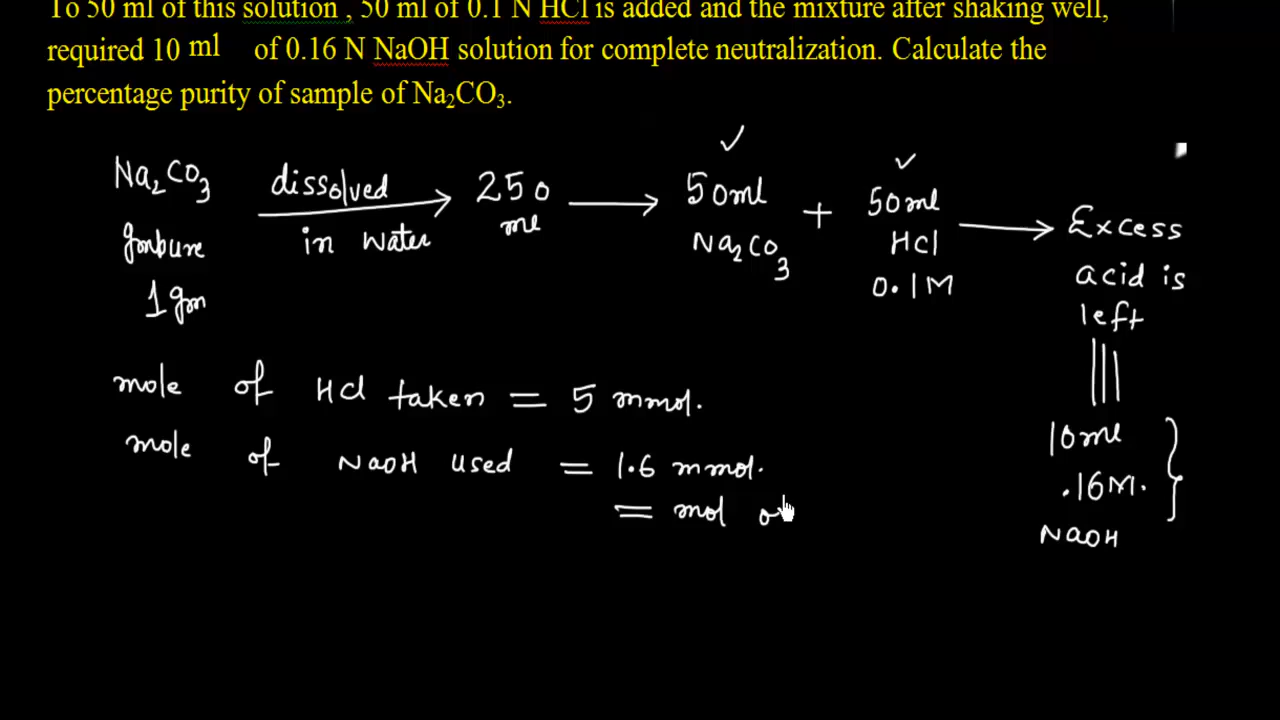 To 50 ml of this solution , 50 ml of 0.1 N HCl is added and the mixture after shaking well,
required 10 ml of 0.16 N NaOH solution for complete neutralization. Calculate the
percentage purity of sample of Na₂CO₃.
Na₂CO₃ dissolved in water 250 ml 50ml Na₂CO₃ + 50ml HCl 0.1M Excess
acid is
left
1gm
mole of HCl taken = 5 mmol.
mole of NaOH used = 1.6 mmol.
= mol o
10ml
.16M.
NaOH